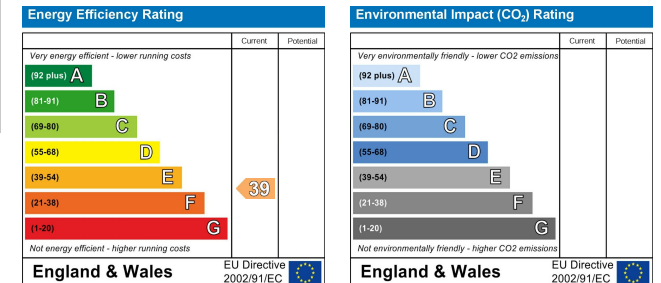 Energy Efficiency Rating
Current Potential
Very energy efficient - lower running costs
(92 plus) A
(81-91) B
(69-80) C
(55-68) D
(39-54) E
39
(21-38) F
(1-20) G
Not energy efficient - higher running costs
England & Wales
EU Directive
2002/91/EC
Environmental Impact (CO2) Rating
Current Potential
Very environmentally friendly - lower CO2 emissions
(92 plus) A
(81-91) B
(69-80) C
(55-68) D
(39-54) E
(21-38) F
(1-20) G
Not environmentally friendly - higher CO2 emissions
England & Wales
EU Directive
2002/91/EC